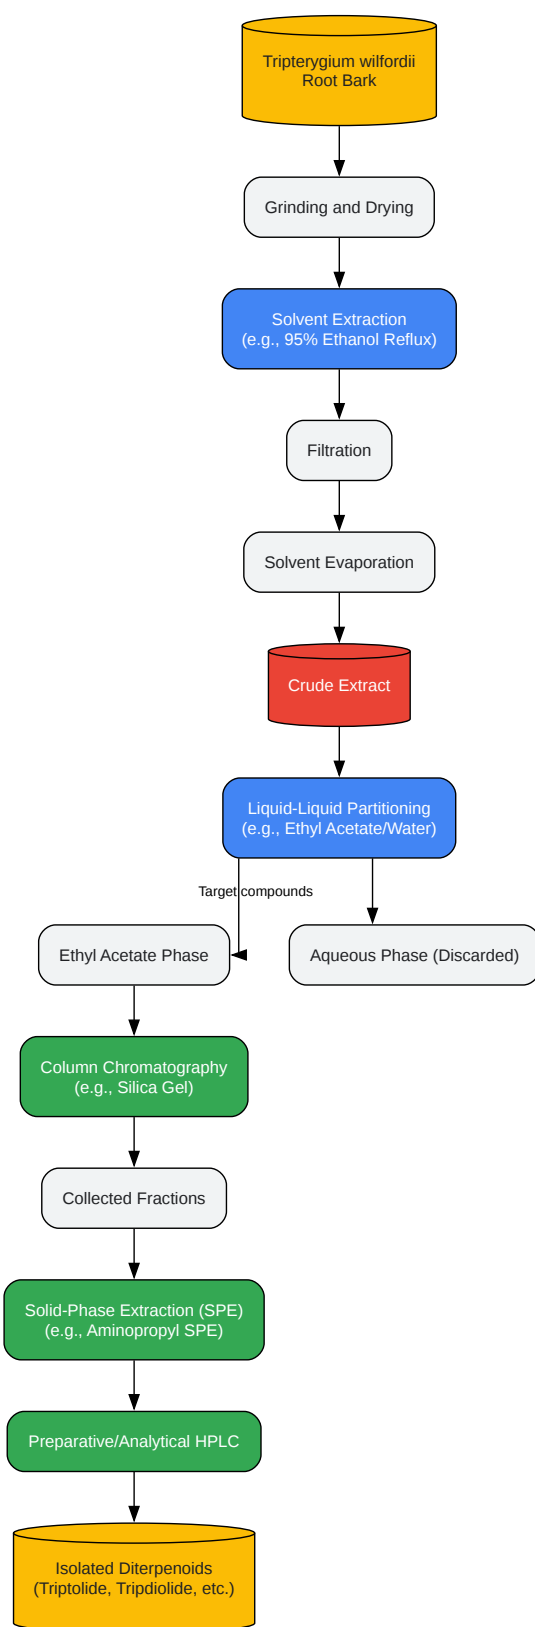 Tripterygium wilfordii
Root Bark
Grinding and Drying
Solvent Extraction
(e.g., 95% Ethanol Reflux)
Filtration
Solvent Evaporation
Crude Extract
Liquid-Liquid Partitioning
(e.g., Ethyl Acetate/Water)
Target compounds
Ethyl Acetate Phase
Aqueous Phase (Discarded)
Column Chromatography
(e.g., Silica Gel)
Collected Fractions
Solid-Phase Extraction (SPE)
(e.g., Aminopropyl SPE)
Preparative/Analytical HPLC
Isolated Diterpenoids
(Triptolide, Tripdiolide, etc.)